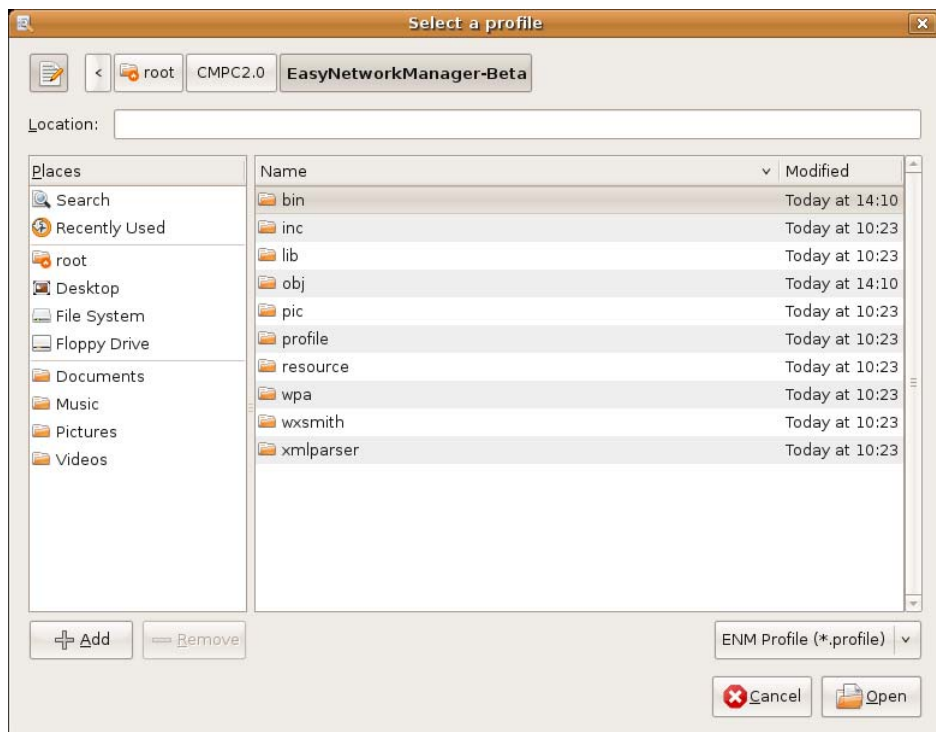 Select a profile
< root CMPC2.0 EasyNetworkManager-Beta
Location:
Places
Search
Recently Used
root
Desktop
File System
Floppy Drive
Documents
Music
Pictures
Videos
Name Modified
bin Today at 14:10
inc Today at 10:23
lib Today at 10:23
obj Today at 14:10
pic Today at 10:23
profile Today at 10:23
resource Today at 10:23
wpa Today at 10:23
wxsmith Today at 10:23
xmlparser Today at 10:23
Add Remove ENM Profile (*.profile)
Cancel Open